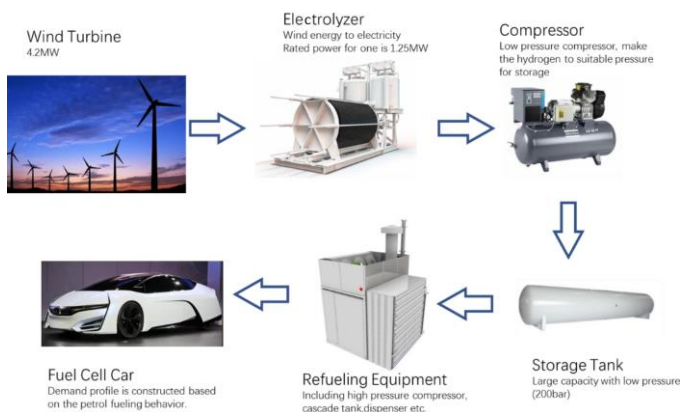 Wind Turbine
4.2MW
Electrolyzer
Wind energy to electricity
Rated power for one is 1.25MW
Compressor
Low pressure compressor, make
the hydrogen to suitable pressure
for storage
Fuel Cell Car
Demand profile is constructed based
on the petrol fueling behavior.
Refueling Equipment
Including high pressure compressor,
cascade tank,dispenser etc.
Storage Tank
Large capacity with low pressure
(200bar)